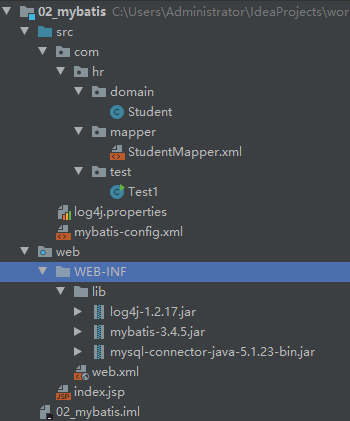 02_mybatis C:\Users\Administrator\IdeaProjects\wor
src
com
hr
domain
Student
mapper
StudentMapper.xml
test
Test1
log4j.properties
mybatis-config.xml
web
WEB-INF
lib
log4j-1.2.17.jar
mybatis-3.4.5.jar
mysql-connector-java-5.1.23-bin.jar
web.xml
index.jsp
02_mybatis.iml